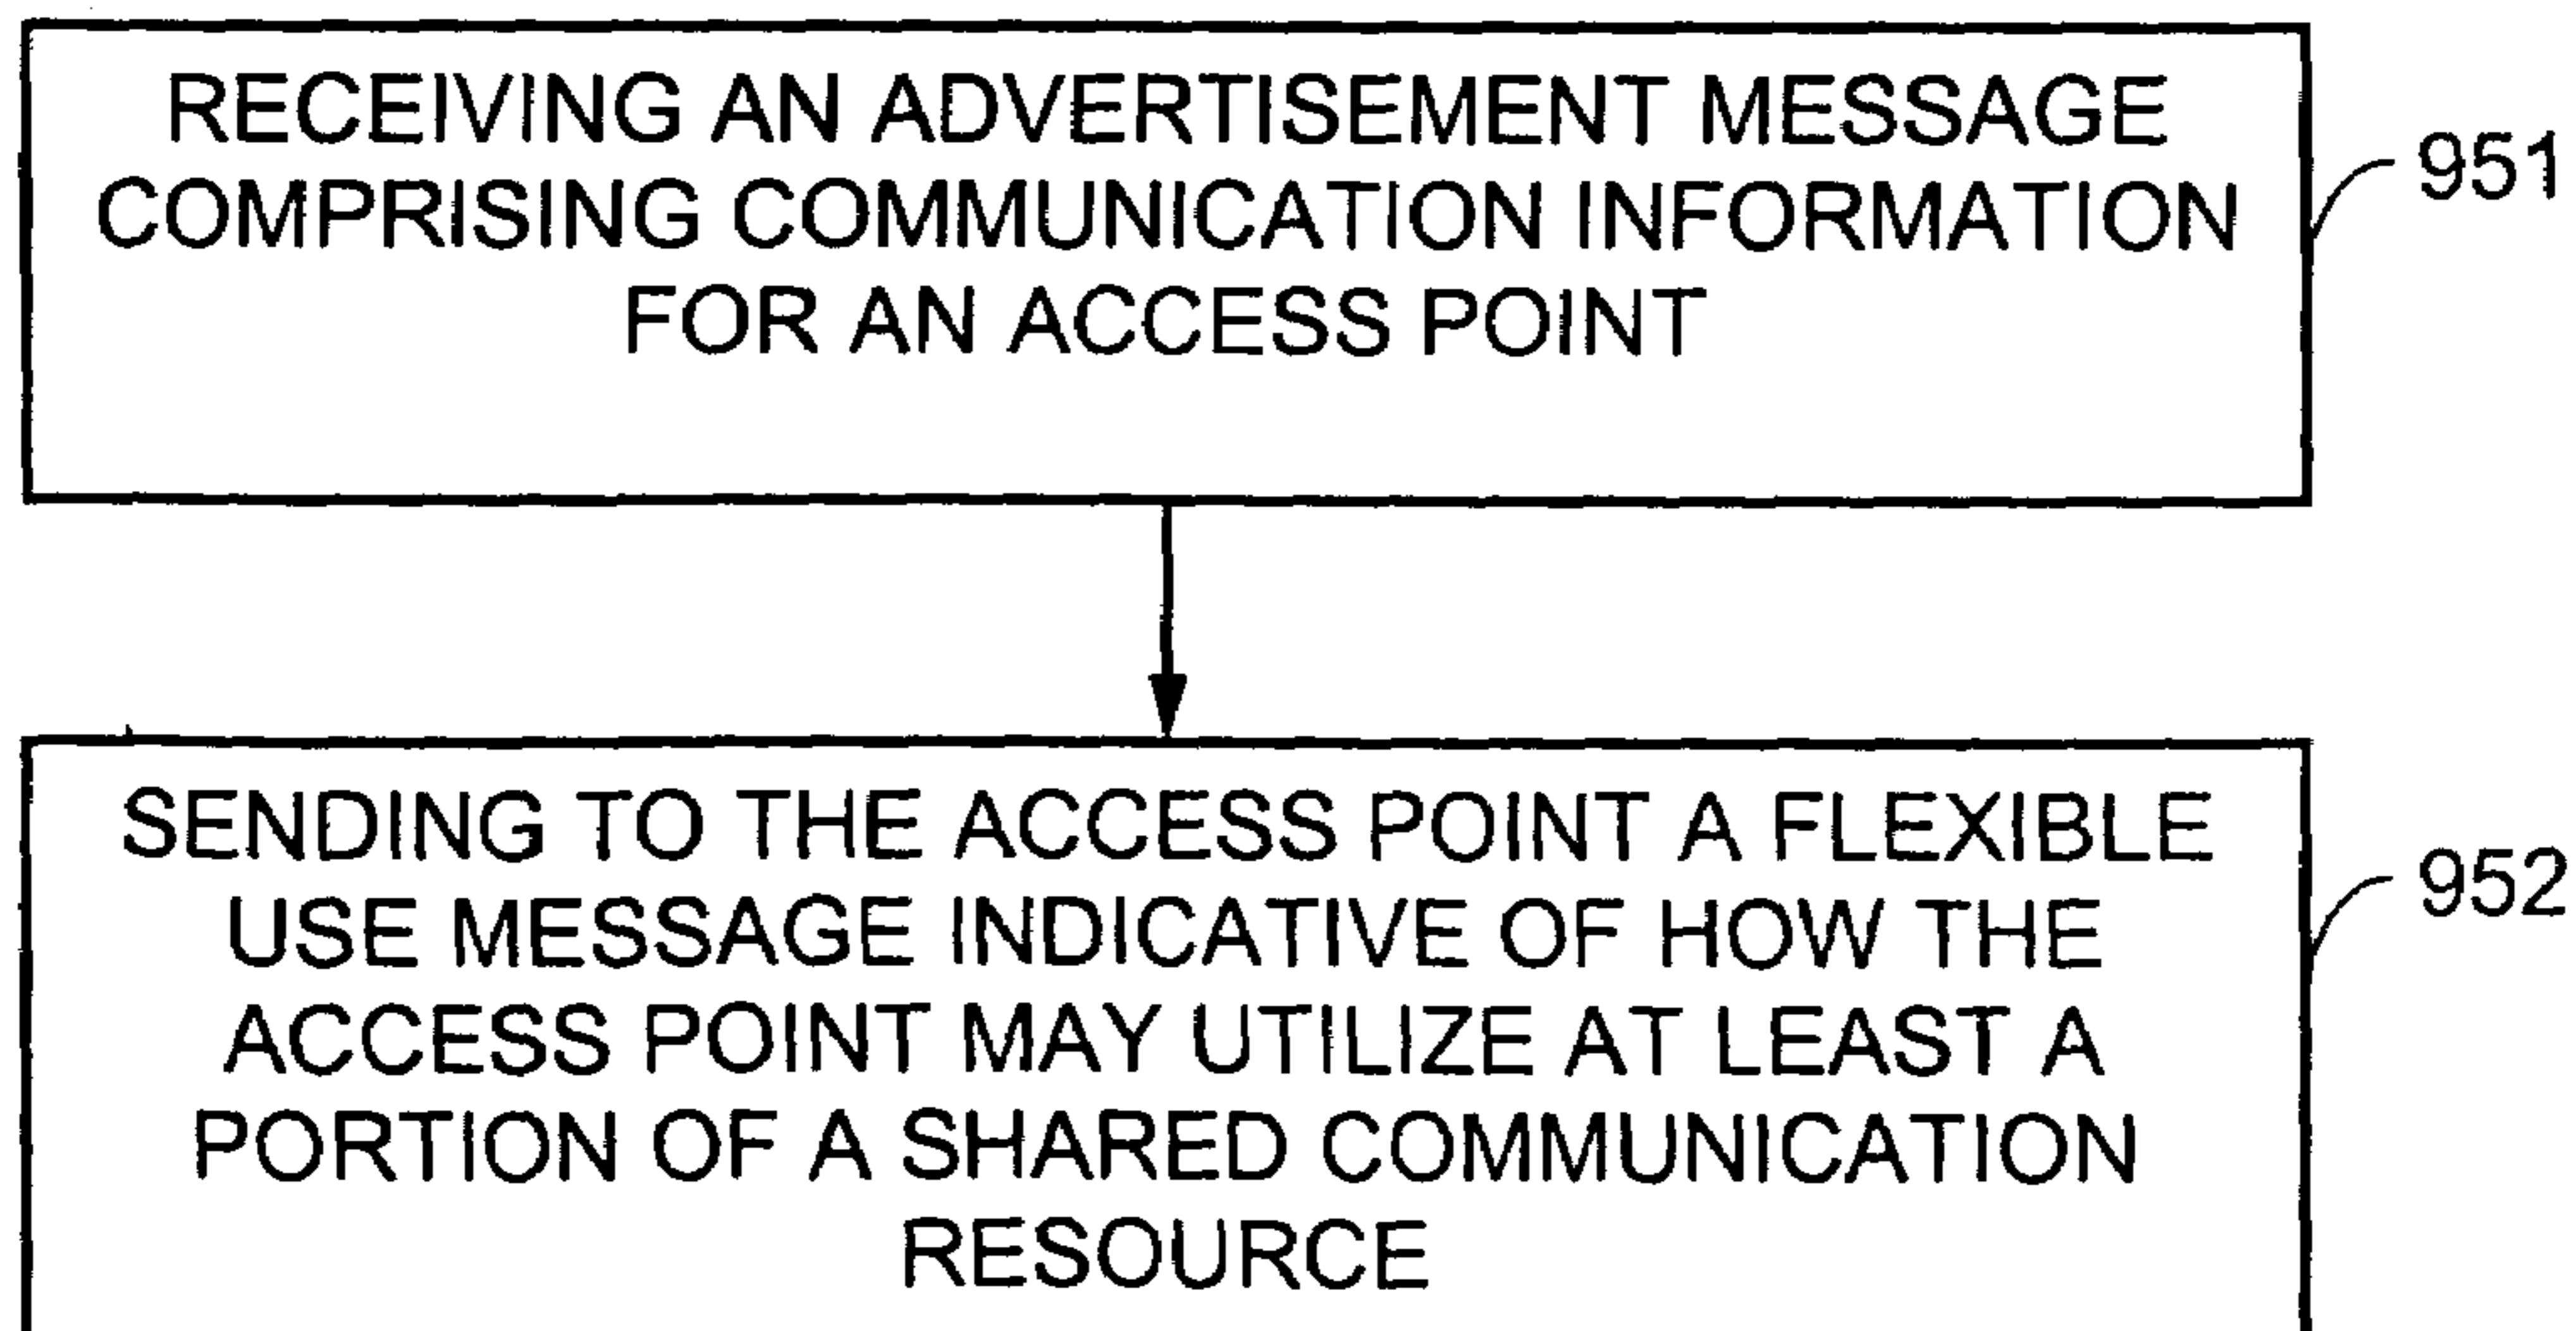 RECEIVING AN ADVERTISEMENT MESSAGE
COMPRISING COMMUNICATION INFORMATION
FOR AN ACCESS POINT
951
SENDING TO THE ACCESS POINT A FLEXIBLE
USE MESSAGE INDICATIVE OF HOW THE
ACCESS POINT MAY UTILIZE AT LEAST A
PORTION OF A SHARED COMMUNICATION
RESOURCE
952